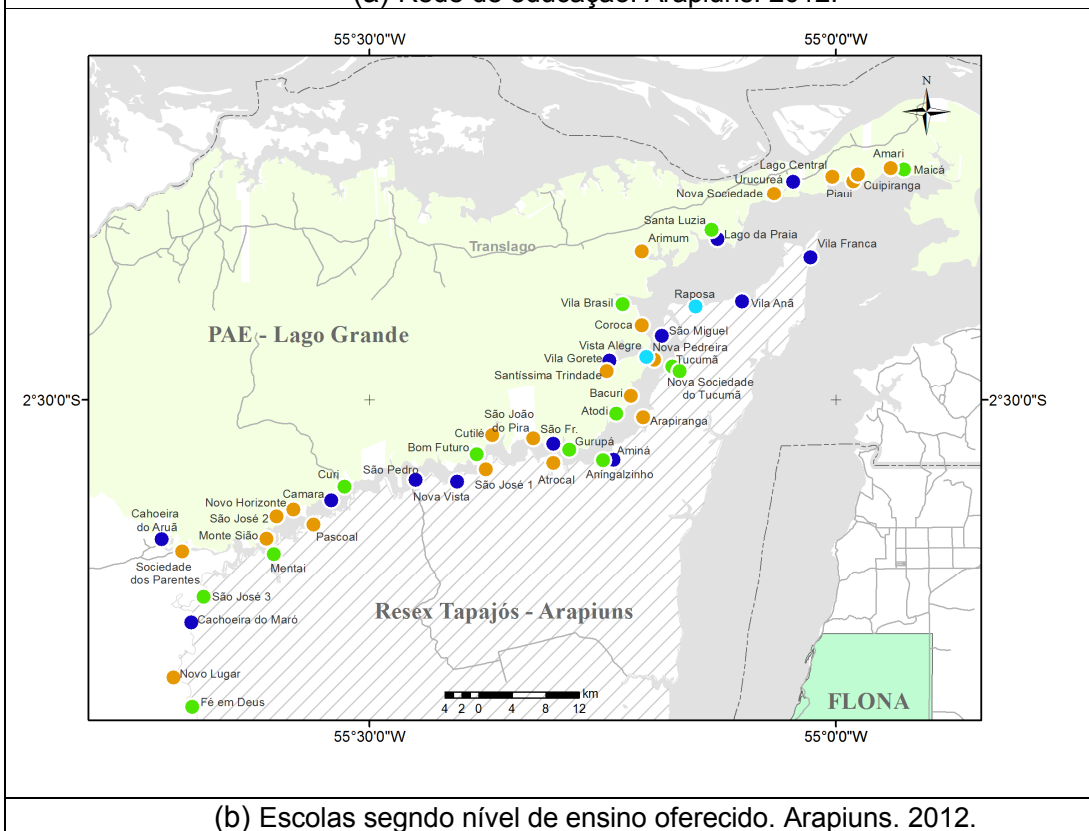 (a) Rede de educação. Arapiuns. 2012.
55°30'0"W
55°0'0"W
N
Amari
Lago Central
Maicá
Urucureá
Cuipiranga
Nova Sociedade
Piauí
Santa Luzia
Lago da Praia
Arimum
Translago
Vila Franca
Raposa
Vila Brasil
Vila Anã
PAE - Lago Grande
Coroca
São Miguel
Vista Alegre
Nova Pedreira
Vila Gorete
Tucumã
Santíssima Trindade
Nova Sociedade
do Tucumã
Bacuri
2°30'0"S
2°30'0"S
Atodi
Arapiranga
São João
do Pira
São Fr.
Cutilé
Gurupá
Bom Futuro
Aminá
São Pedro
Aningalzinho
Curi
São José 1
Atrocal
Nova Vista
Camara
Novo Horizonte
São José 2
Cahoeira
do Aruã
Monte Sião
Pascoal
Sociedade
dos Parentes
Mentai
São José 3
Resex Tapajós - Arapiuns
Cachoeira do Maró
Novo Lugar
km
Fé em Deus
4 2 0 4 8 12
FLONA
55°30'0"W
55°0'0"W
(b) Escolas segndo nível de ensino oferecido. Arapiuns. 2012.